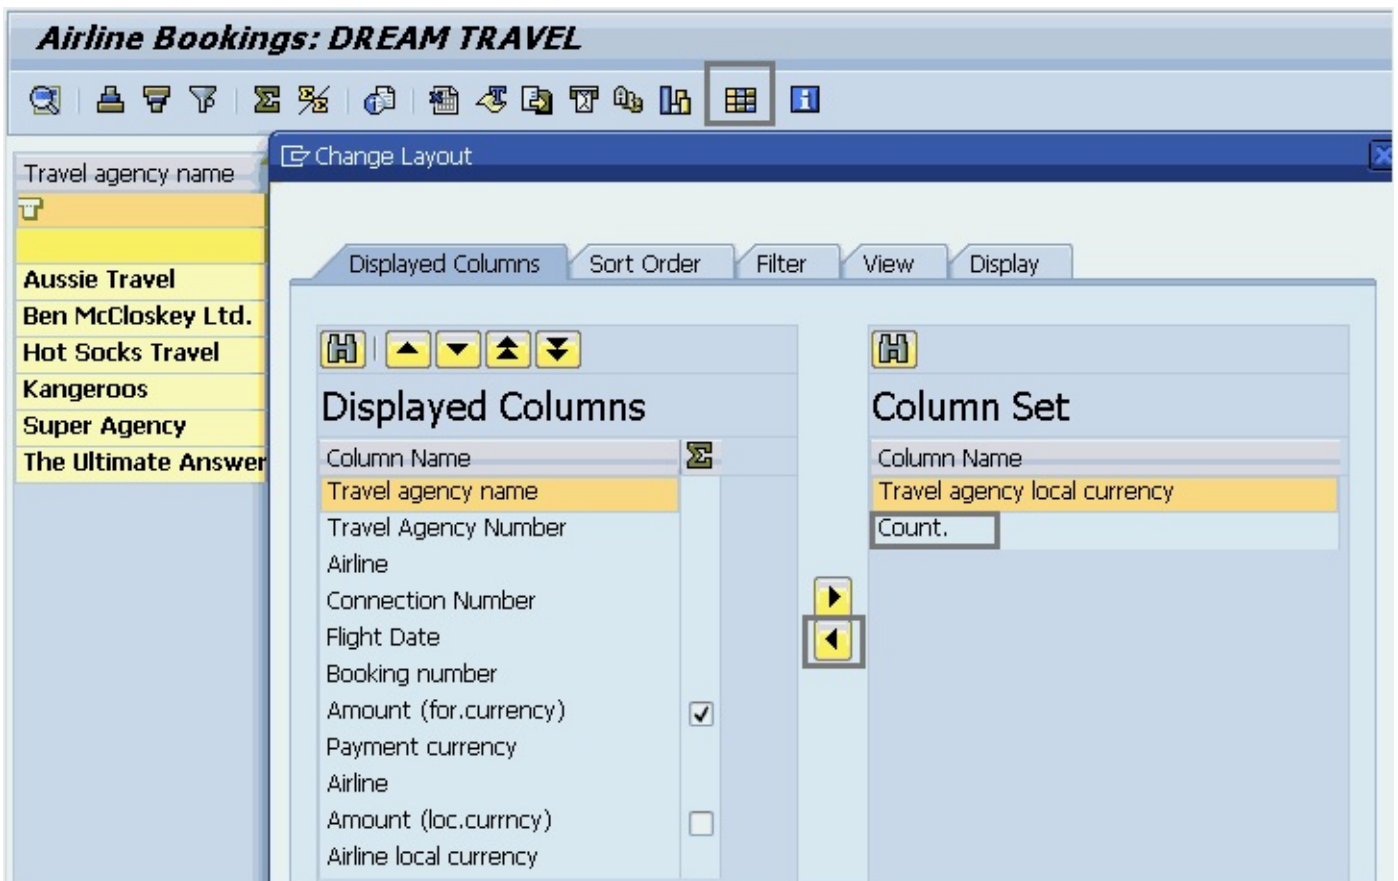 Airline Bookings: DREAM TRAVEL
Travel agency name
Aussie Travel
Ben McCloskey Ltd.
Hot Socks Travel
Kangeroos
Super Agency
The Ultimate Answer
Change Layout
Displayed Columns
Sort Order
Filter
View
Display
Displayed Columns
Column Name
Travel agency name
Travel Agency Number
Airline
Connection Number
Flight Date
Booking number
Amount (for.currency)
Payment currency
Airline
Amount (loc.currncy)
Airline local currency
Column Set
Column Name
Travel agency local currency
Count.